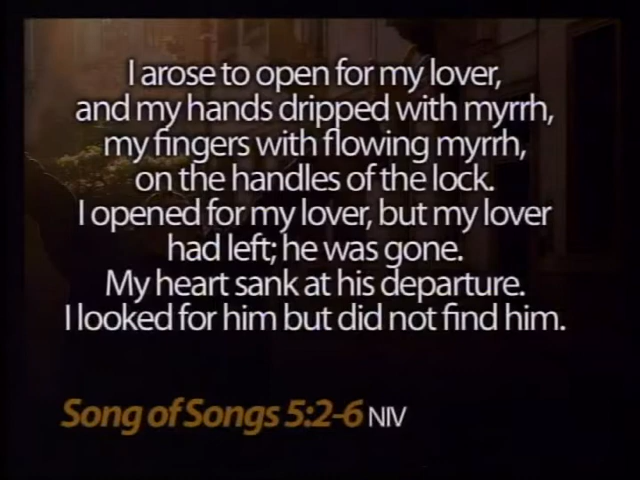 I arose to open for my lover,
and my hands dripped with myrrh,
my fingers with flowing myrrh,
on the handles of the lock.
I opened for my lover, but my lover
had left; he was gone.
My heart sank at his departure.
I looked for him but did not find him.
Song of Songs 5:2-6 NIV